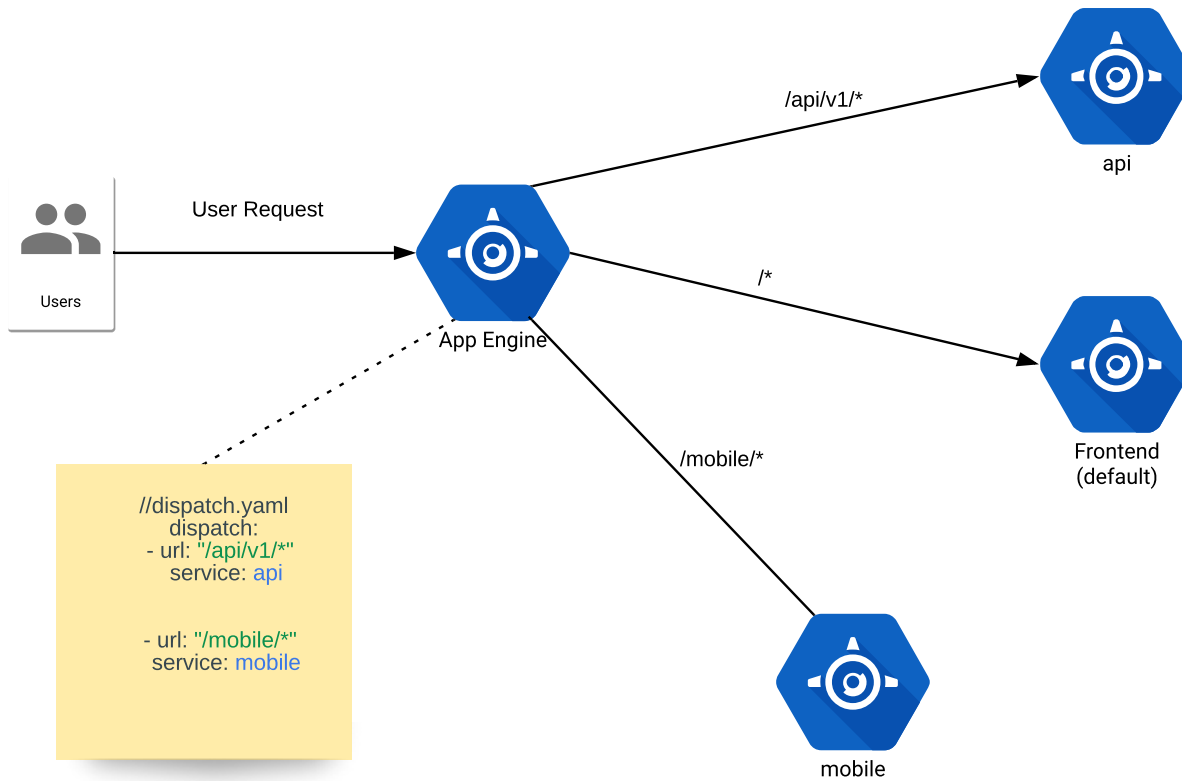 /api/v1/*
api
User Request
Users
App Engine
/*
Frontend
(default)
/mobile/*
//dispatch.yaml
dispatch:
- url: "/api/v1/*"
service: api
- url: "/mobile/*"
service: mobile
mobile